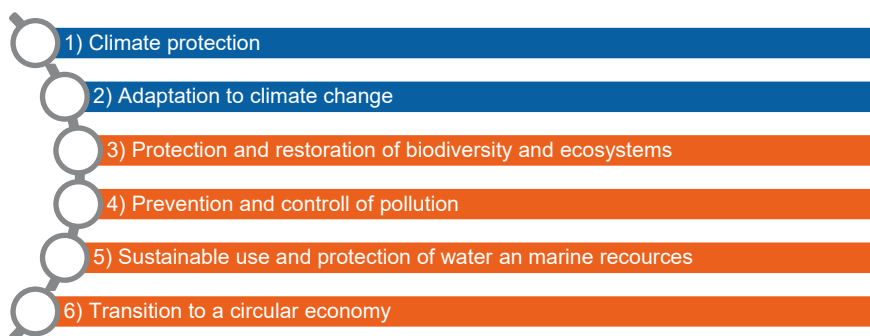 1) Climate protection
2) Adaptation to climate change
3) Protection and restoration of biodiversity and ecosystems
4) Prevention and controll of pollution
5) Sustainable use and protection of water an marine recources
6) Transition to a circular economy